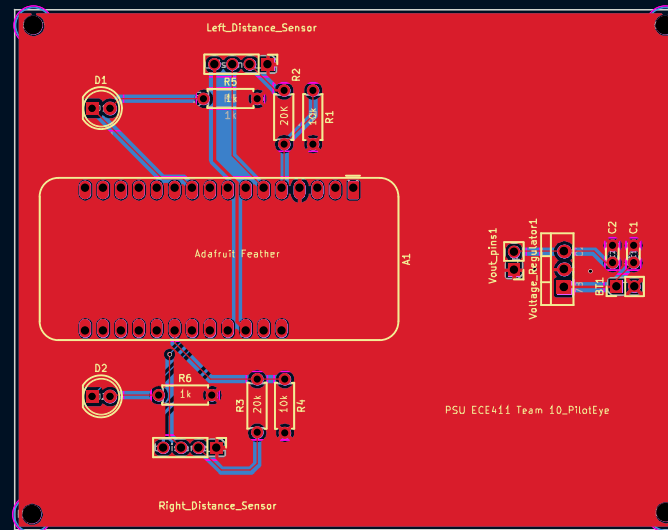 Left_Distance_Sensor
D1
R2
R5
1k
1k
20K
10k
R1
Adafruit Feather
A1
Vout_pins1
Voltage_Regulator1
C2
C1
BT1
D2
R6
1k
R3
20k
10k
R4
PSU ECE411 Team 10_PilotEye
Right_Distance_Sensor